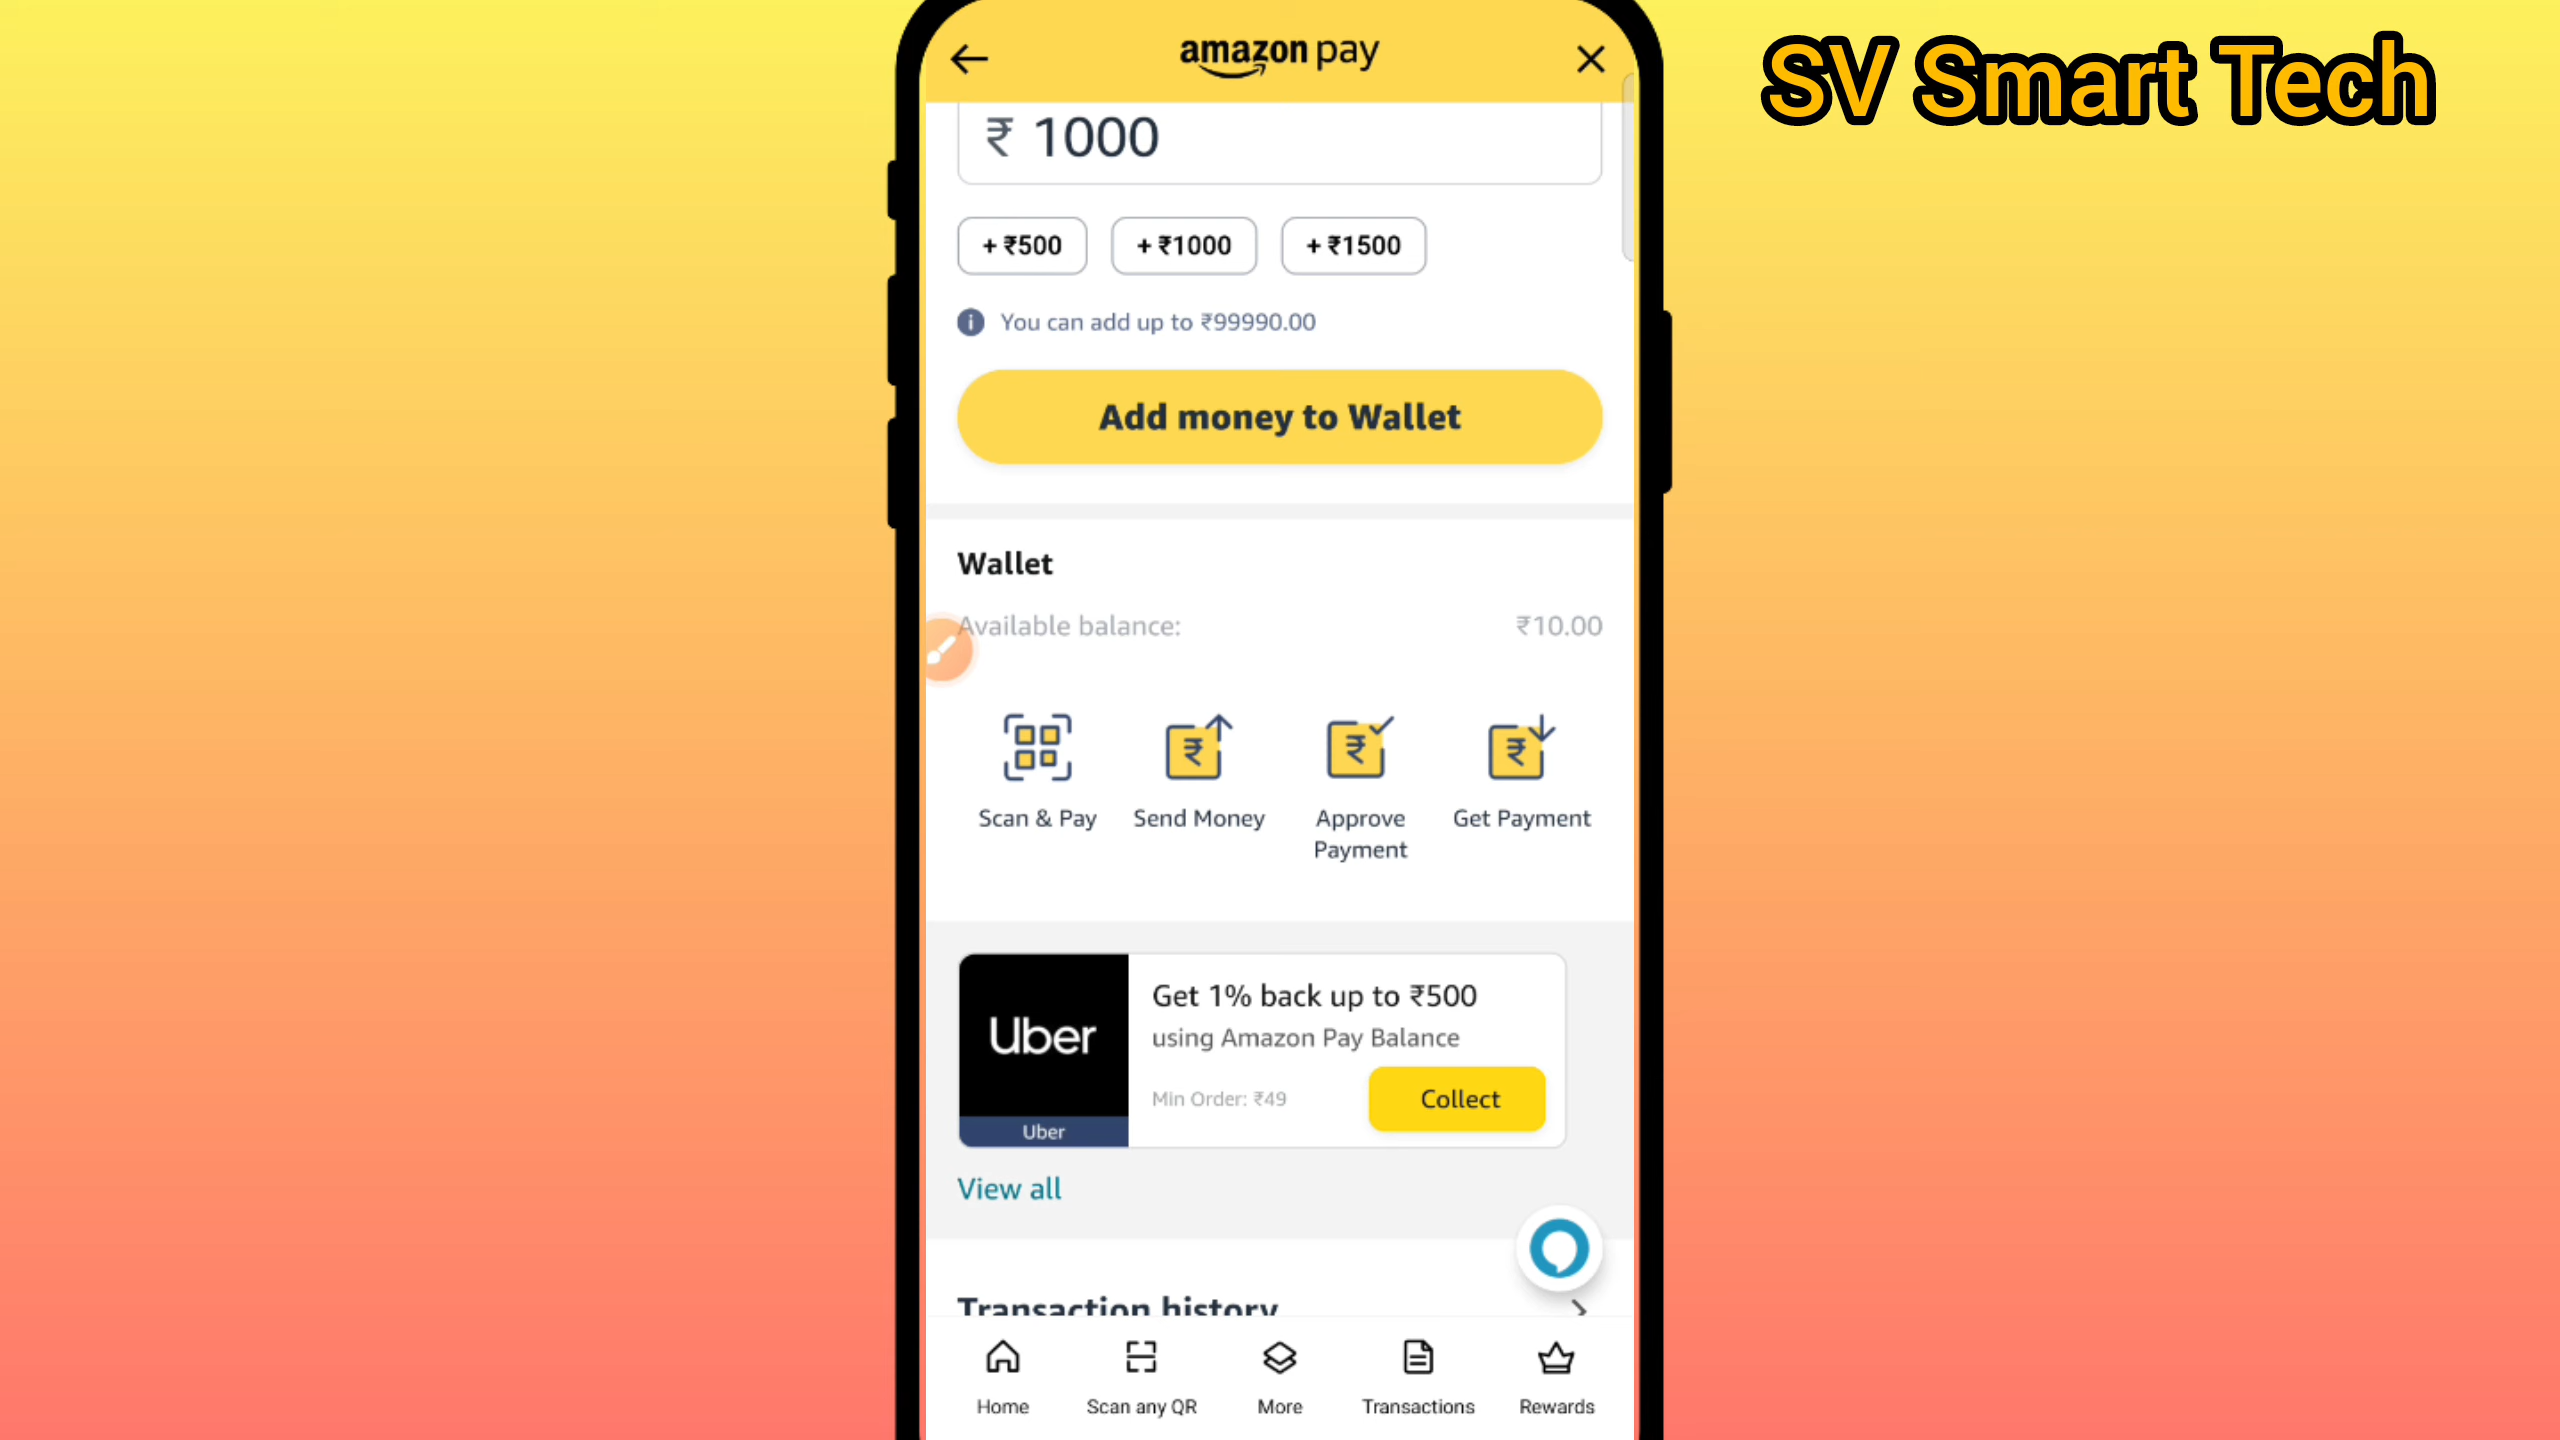 SV Smart Tech
amazon pay
₹ 1000
+ ₹500
+ ₹1000
+ ₹1500
You can add up to ₹99990.00
Add money to Wallet
Wallet
Available balance: ₹10.00
Scan & Pay
Send Money
Approve
Payment
Get Payment
Uber
Uber
Get 1% back up to ₹500
using Amazon Pay Balance
Min Order: ₹49
Collect
View all
Transaction history
Home
Scan any QR
More
Transactions
Rewards